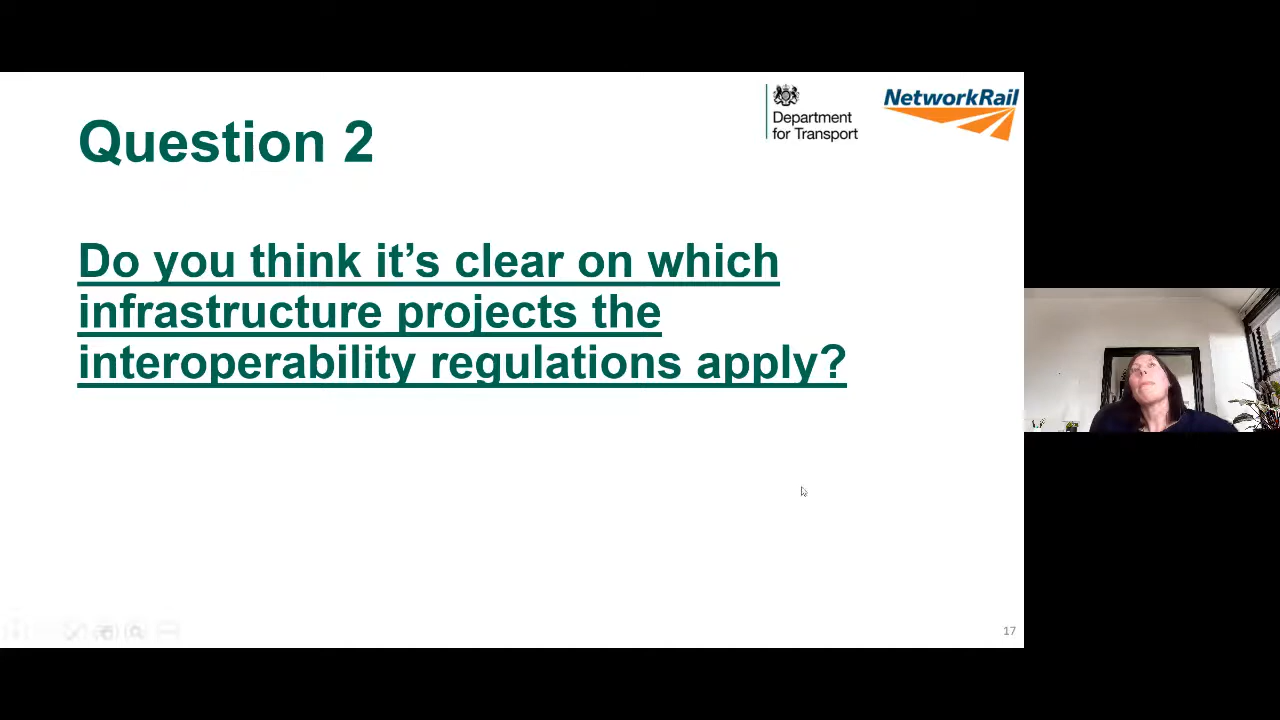 Department
for Transport
NetworkRail
Question 2
Do you think it’s clear on which
infrastructure projects the
interoperability regulations apply?
17